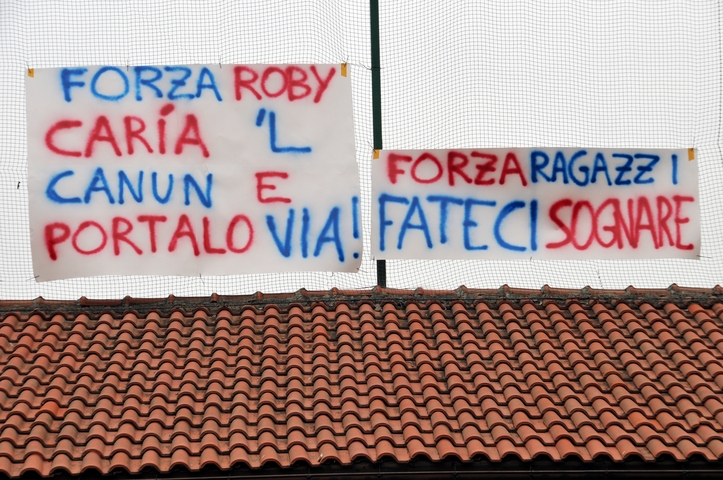 FORZA ROBY
CARÍA 'L
CANUN E
PORTALO VIA!
FORZA RAGAZZI
FATECI SOGNARE